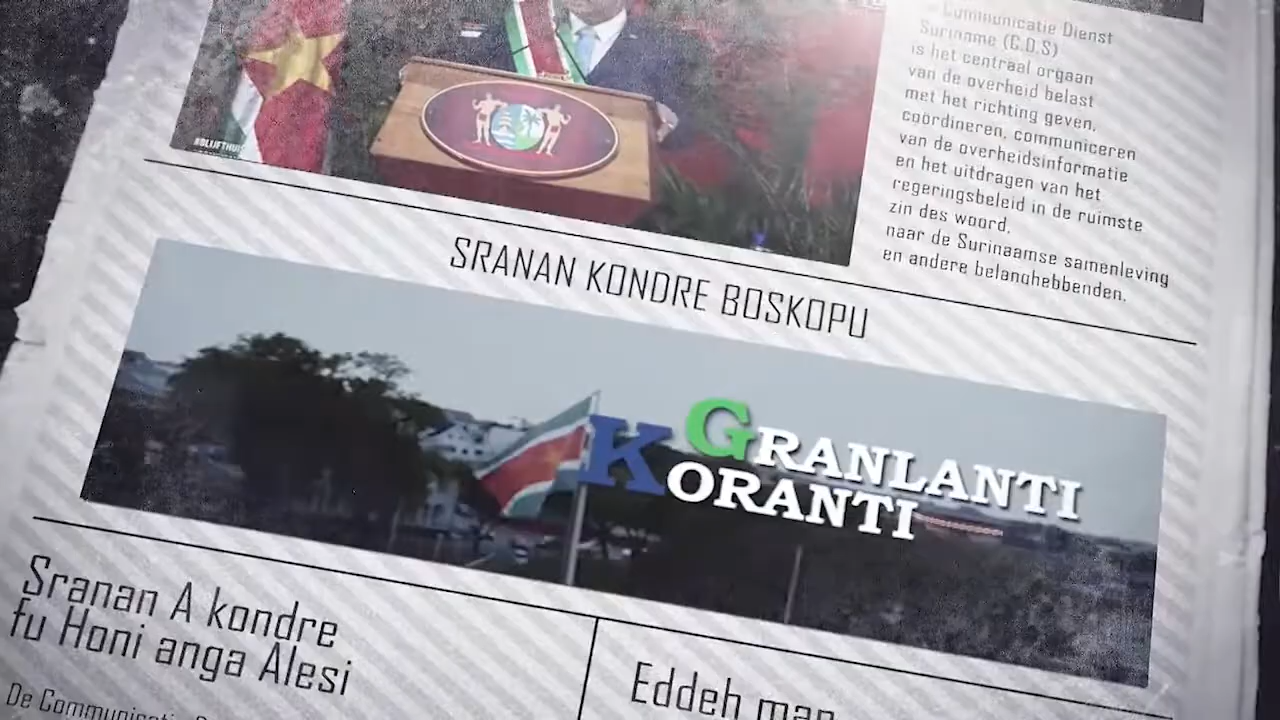 Communicatie Dienst
Suriname (C.D.S)
is het centraal orgaan
van de overheid belast
met het richting geven,
coördineren, communiceren
van de overheidsinformatie
en het uitdragen van het
regeringsbeleid in de ruimste
zin des woord,
naar de Surinaamse samenleving
en andere belanghebbenden.
SRANAN KONDRE BOSKOPU
GRANLANTI
KORANTI
Sranan A kondre
fu Honi anga Alesi
De
Eddeh man